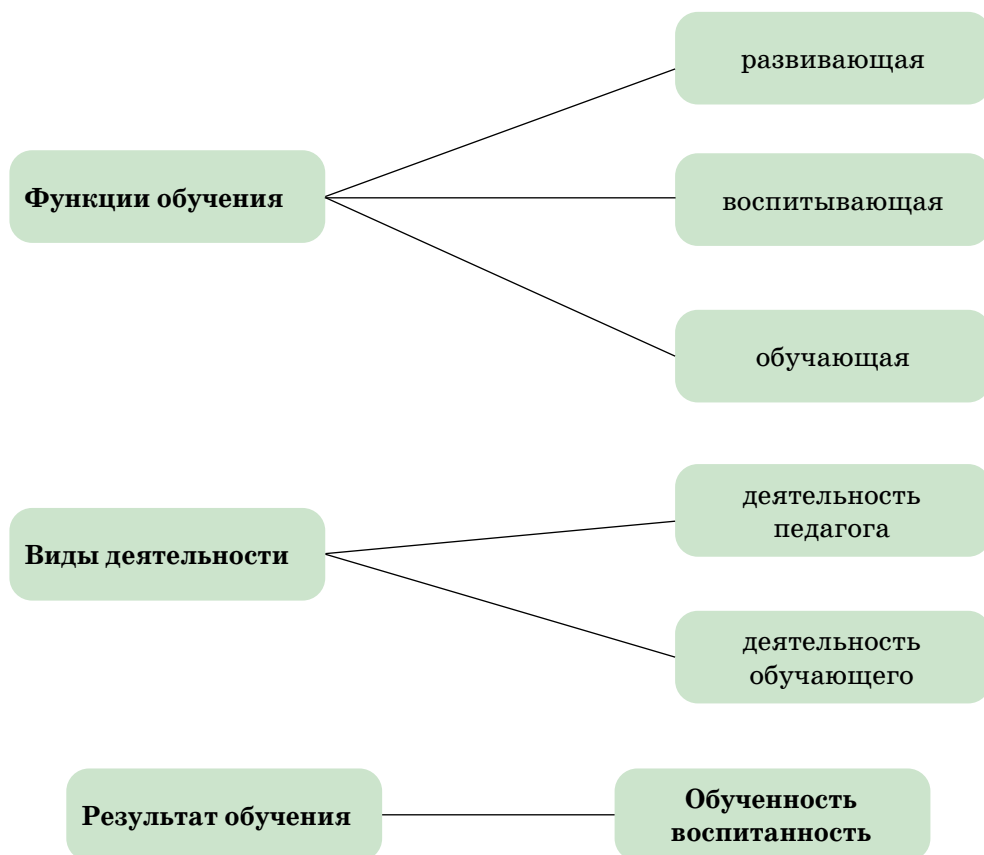 развивающая
Функции обучения
воспитывающая
обучающая
деятельность
педагога
Виды деятельности
деятельность
обучающего
Результат обучения
Обученность
воспитанность